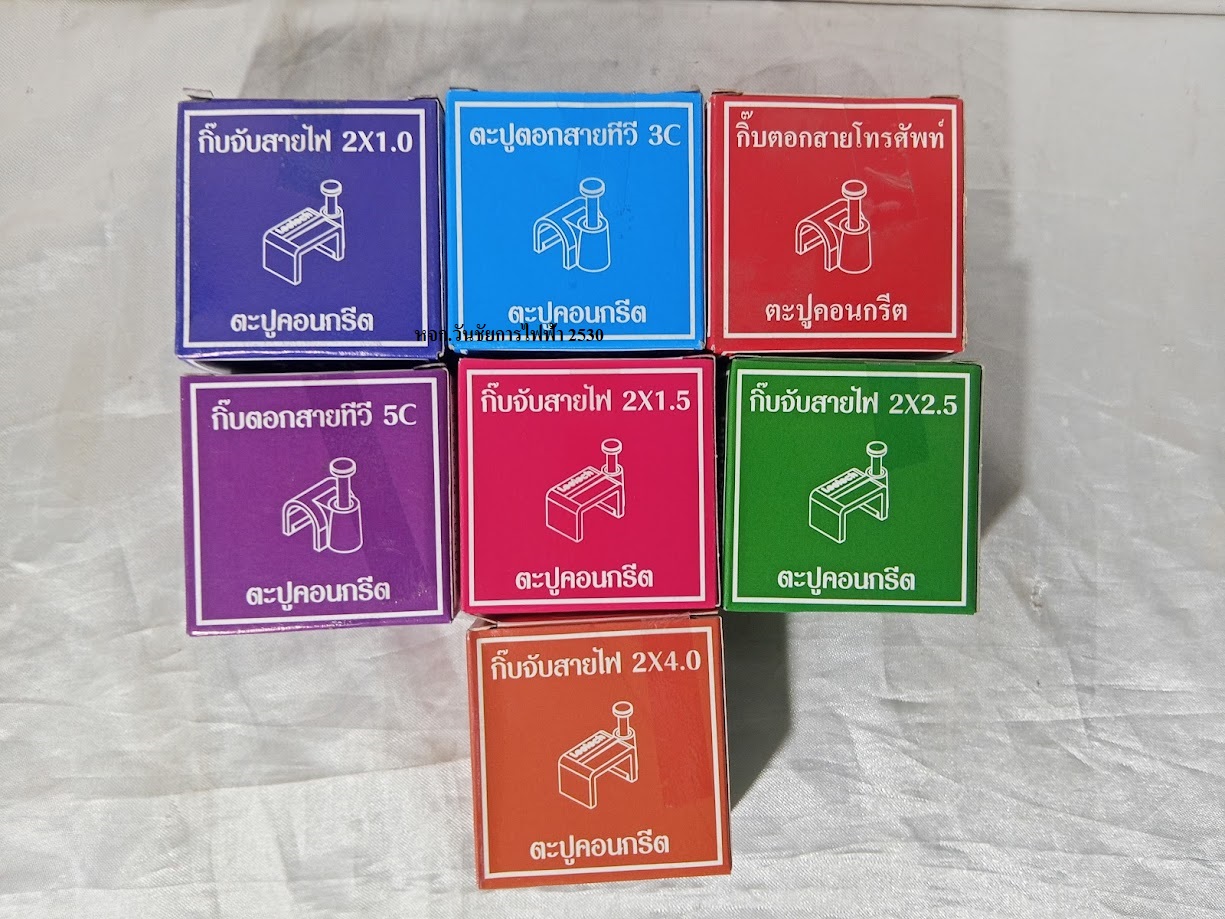 กิ๊บจับสายไฟ 2X1.0
Leetech
ตะปูคอนกรีต
ตะปูตอกสายทีวี 3C
ตะปูคอนกรีต
กิ๊บตอกสายโทรศัพท์
ตะปูคอนกรีต
หจก.วันชัยการไฟฟ้า 2530
กิ๊บตอกสายทีวี 5C
ตะปูคอนกรีต
กิ๊บจับสายไฟ 2X1.5
Leetech
ตะปูคอนกรีต
กิ๊บจับสายไฟ 2X2.5
Leetech
ตะปูคอนกรีต
กิ๊บจับสายไฟ 2X4.0
Leetech
ตะปูคอนกรีต